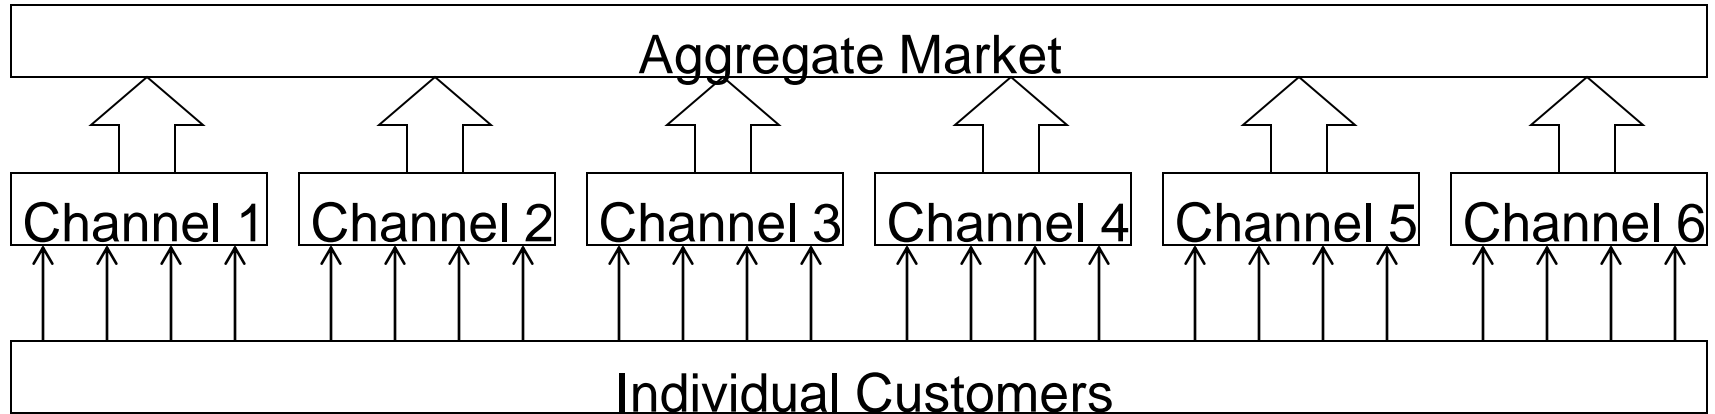 Aggregate Market
Channel 1 Channel 2 Channel 3 Channel 4 Channel 5 Channel 6
Individual Customers